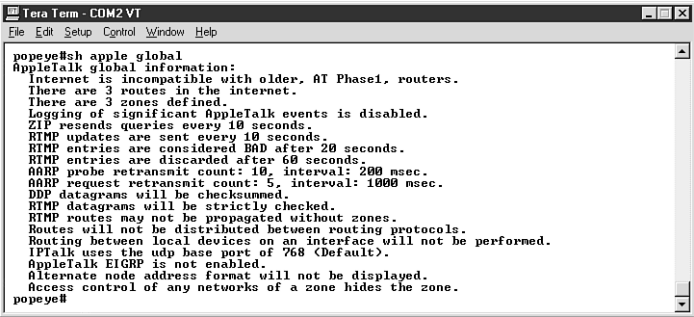 Tera Term - COM2 VT
File Edit Setup Control Window Help
popeye#sh apple global
AppleTalk global information:
Internet is incompatible with older, AT Phase1, routers.
There are 3 routes in the internet.
There are 3 zones defined.
Logging of significant AppleTalk events is disabled.
ZIP resends queries every 10 seconds.
RTMP updates are sent every 10 seconds.
RTMP entries are considered BAD after 20 seconds.
RTMP entries are discarded after 60 seconds.
AARP probe retransmit count: 10, interval: 200 msec.
AARP request retransmit count: 5, interval: 1000 msec.
DDP datagrams will be checksummed.
RTMP datagrams will be strictly checked.
RTMP routes may not be propagated without zones.
Routes will not be distributed between routing protocols.
Routing between local devices on an interface will not be performed.
IPTalk uses the udp base port of 768 (Default).
AppleTalk EIGRP is not enabled.
Alternate node address format will not be displayed.
Access control of any networks of a zone hides the zone.
popeye#